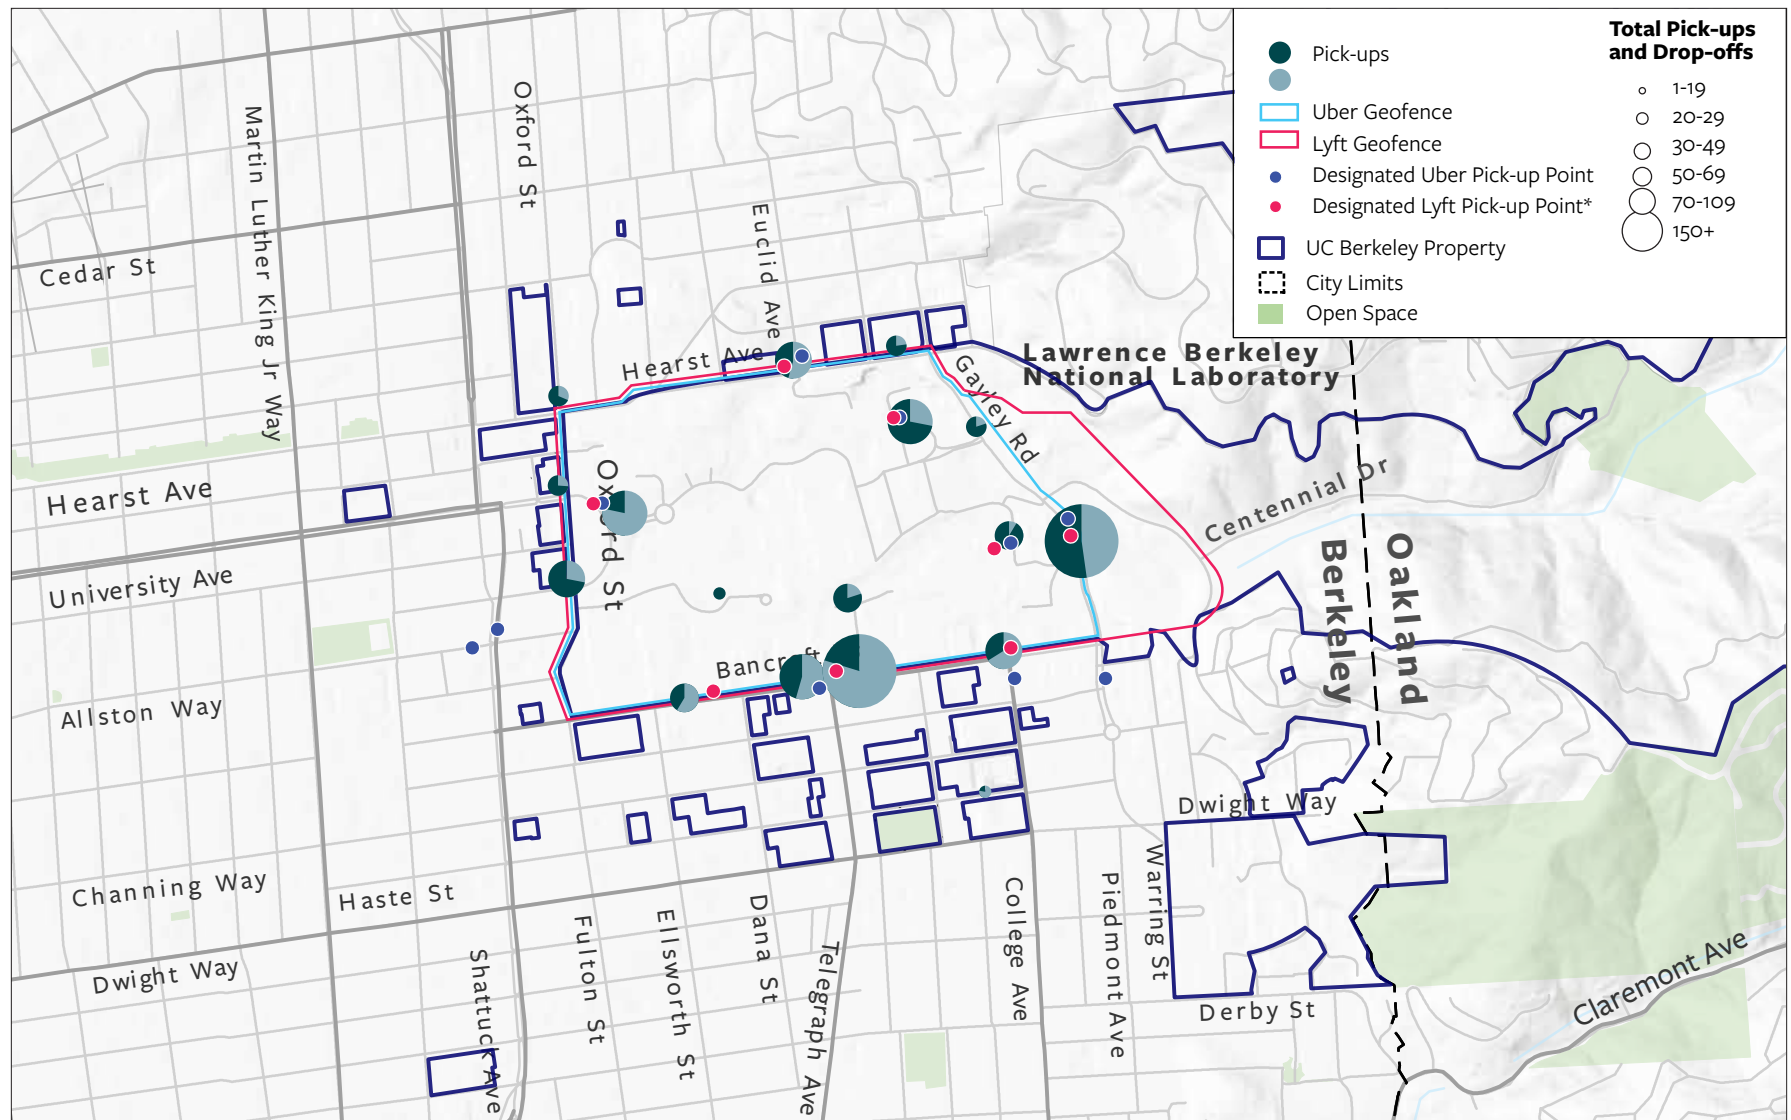 Total Pick-ups
and Drop-offs
Pick-ups
Uber Geofence
Lyft Geofence
Designated Uber Pick-up Point
Designated Lyft Pick-up Point*
UC Berkeley Property
City Limits
Open Space
1-19
20-29
30-49
50-69
70-109
150+
Martin Luther King Jr Way
Oxford St
Euclid Ave
Cedar St
Hearst Ave
Gayley Rd
Lawrence Berkeley
National Laboratory
Hearst Ave
Oxford St
Centennial Dr
University Ave
Berkeley
Oakland
Bancroft
Allston Way
Dwight Way
Channing Way
Haste St
Dwight Way
Shattuck Ave
Fulton St
Ellsworth St
Dana St
Telegraph Ave
College Ave
Piedmont Ave
Warring St
Derby St
Claremont Ave